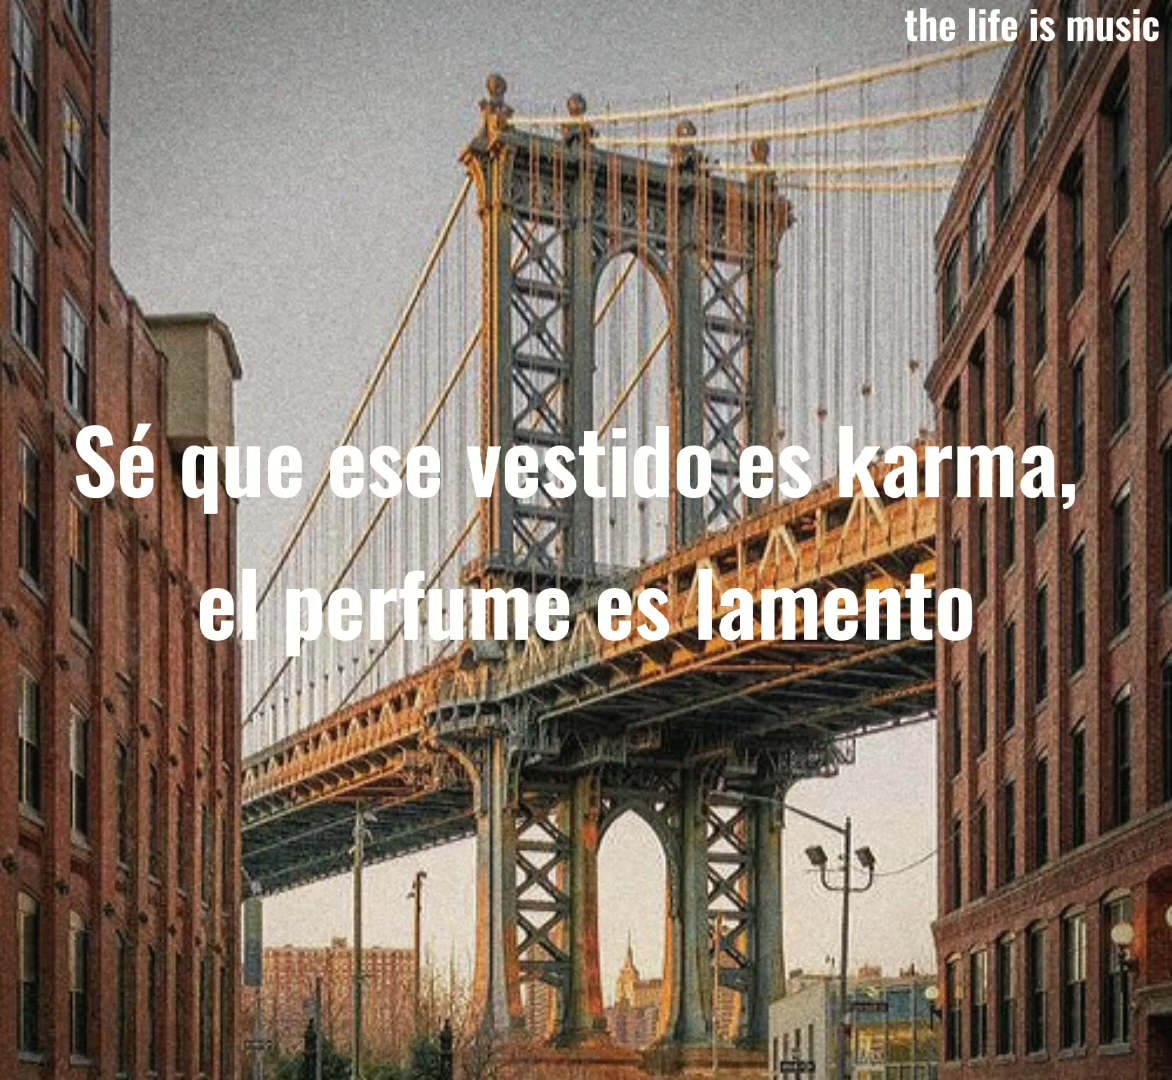 the life is music
Sé que ese vestido es karma,
el perfume es lamento